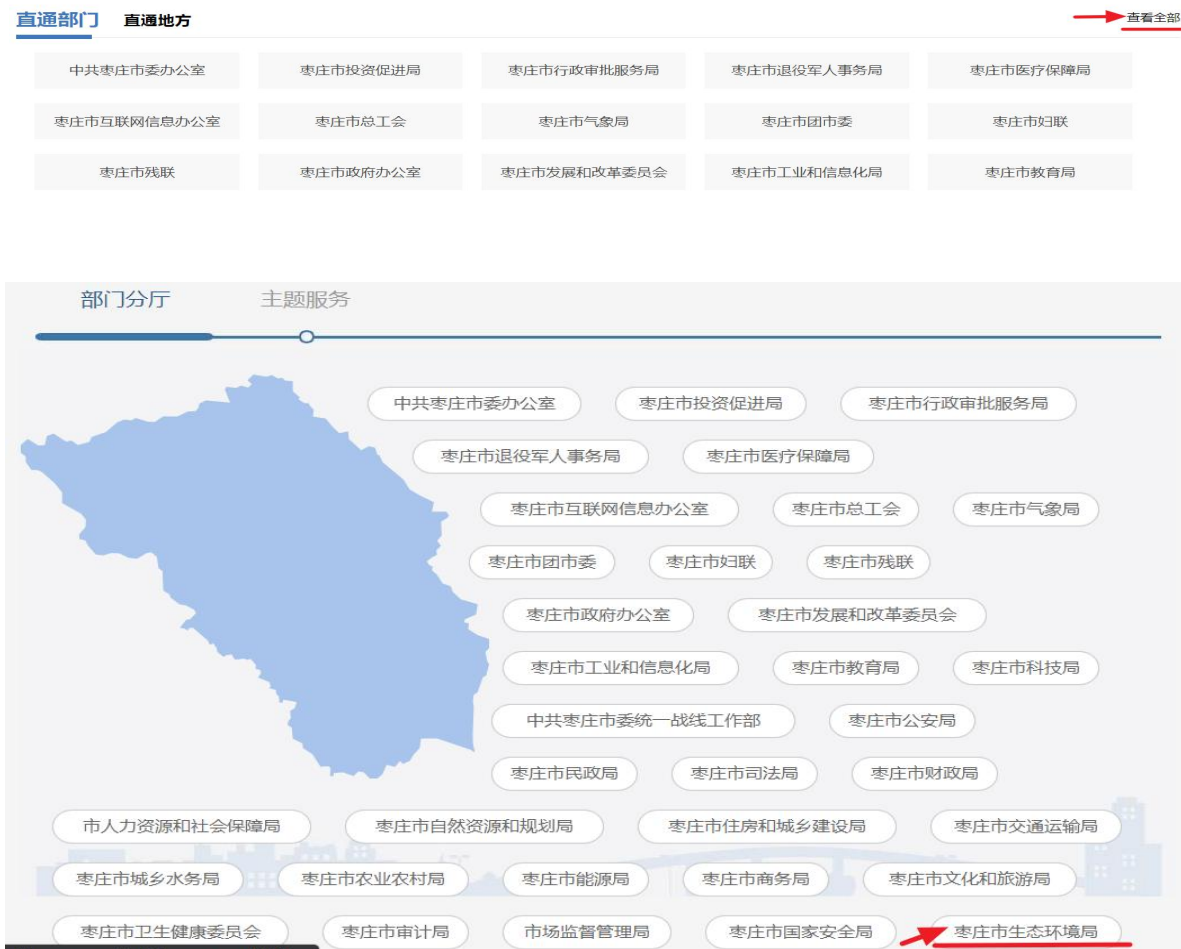 直通部门 直通地方 查看全部
中共枣庄市委办公室 枣庄市投资促进局 枣庄市行政审批服务局 枣庄市退役军人事务局 枣庄市医疗保障局
枣庄市互联网信息办公室 枣庄市总工会 枣庄市气象局 枣庄市团市委 枣庄市妇联
枣庄市残联 枣庄市政府办公室 枣庄市发展和改革委员会 枣庄市工业和信息化局 枣庄市教育局
部门分厅 主题服务
中共枣庄市委办公室 枣庄市投资促进局 枣庄市行政审批服务局
枣庄市退役军人事务局 枣庄市医疗保障局
枣庄市互联网信息办公室 枣庄市总工会 枣庄市气象局
枣庄市团市委 枣庄市妇联 枣庄市残联
枣庄市政府办公室 枣庄市发展和改革委员会
枣庄市工业和信息化局 枣庄市教育局 枣庄市科技局
中共枣庄市委统一战线工作部 枣庄市公安局
枣庄市民政局 枣庄市司法局 枣庄市财政局
市人力资源和社会保障局 枣庄市自然资源和规划局 枣庄市住房和城乡建设局 枣庄市交通运输局
枣庄市城乡水务局 枣庄市农业农村局 枣庄市能源局 枣庄市商务局 枣庄市文化和旅游局
枣庄市卫生健康委员会 枣庄市审计局 市场监督管理局 枣庄市国家安全局 枣庄市生态环境局